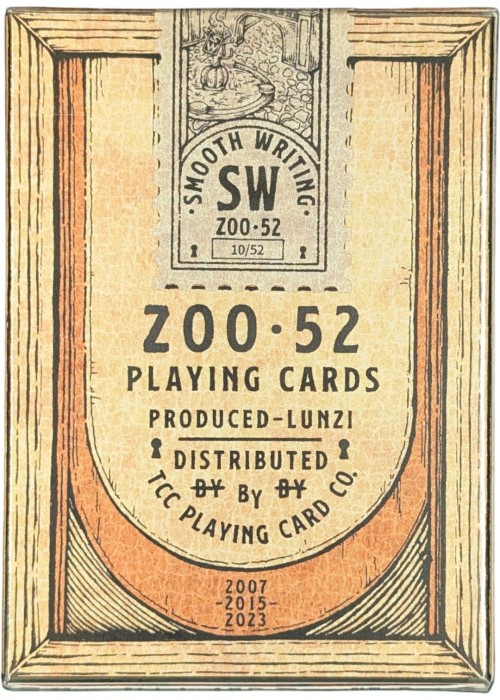 ·SMOOTH WRITING·
SW
ZOO·52
10/52
ZOO·52
PLAYING CARDS
PRODUCED-LUNZI
DISTRIBUTED
BY By BY
TCC PLAYING CARD CO.
2007
-2015-
2023